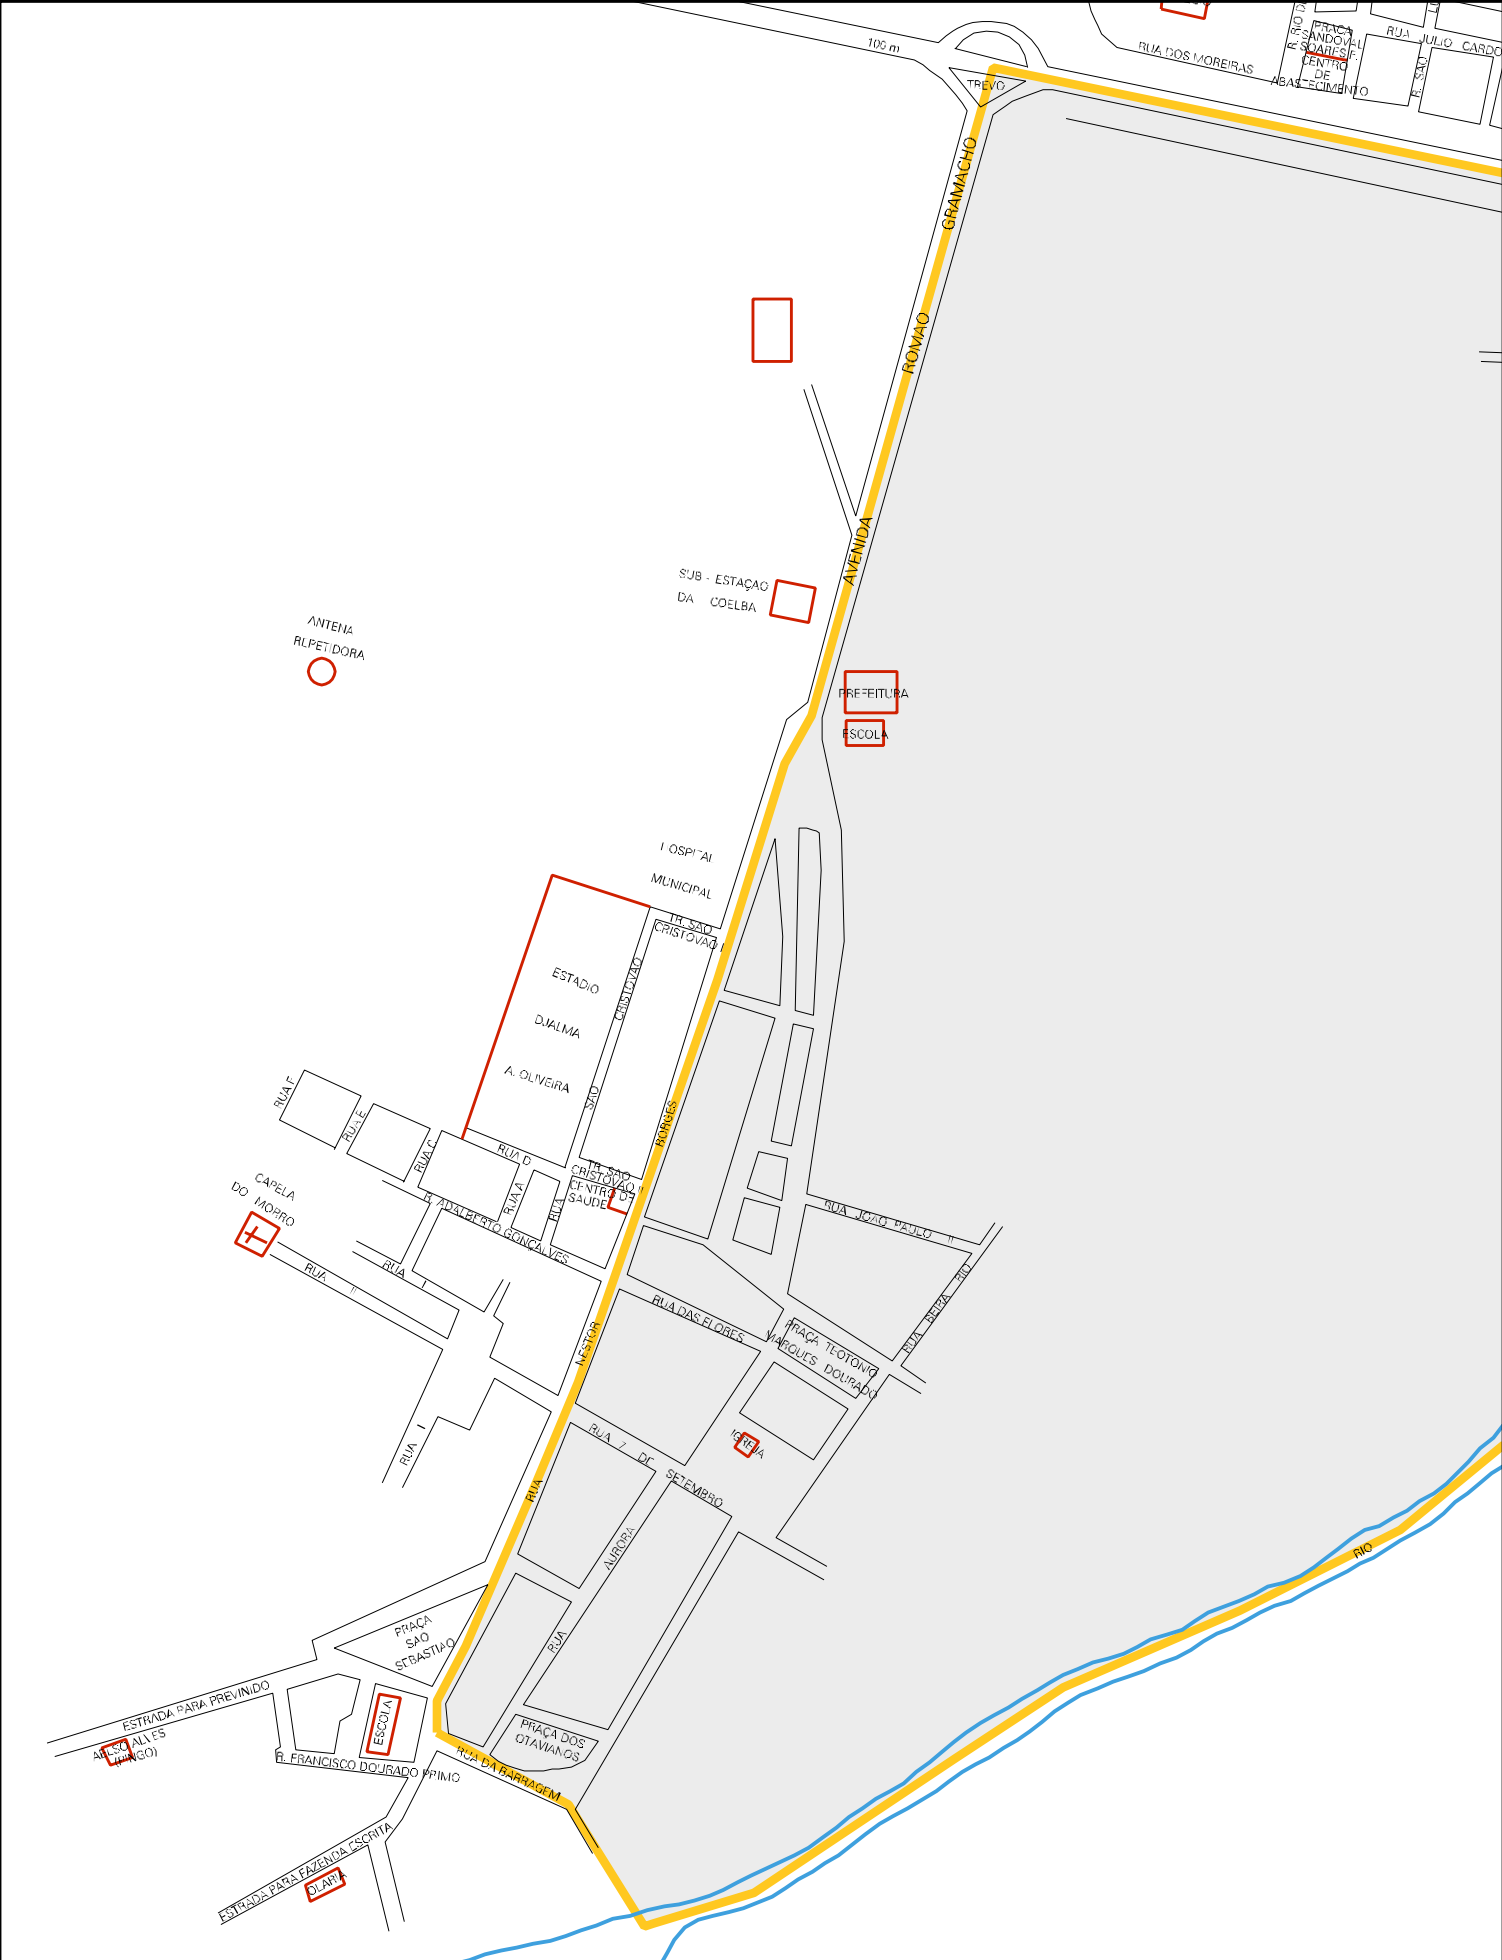 100 m
RUA DOS MOREIRAS
PRAÇA
SANDOVAL
SOARES F.
CENTRO
DE
ABASTECIMENTO
RUA JULIO CARDO
R. SAO
TREVO
AVENIDA ROMAO GRAMACHO
SUB - ESTAÇAO
DA COELBA
ANTENA
PREFEITURA
ESCOLA
HOSPITAL
MUNICIPAL
TR. SAO
CRISTOVAO I
SAO CRISTOVAO
ESTADIO
DJALMA
A. OLIVEIRA
RUA F
RUA E
RUA C
RUA D
RUA A
RUA
TR. SAO
CRISTOVAO II
CENTRO DE
SAUDE
R. ADALBERTO GONÇALVES
CAPELA
DO MORRO
RUA II
RUA I
RUA I
RUA NESTOR BORGES
RUA JOAO PAULO II
RUA BEIRA RIO
RUA DAS FLORES
PRAÇA TEOTONIO
MARQUES DOURADO
IGREJA
RUA 7 DE SETEMBRO
RUA AURORA
RIO
PRAÇA
SAO
SEBASTIAO
ESTRADA PARA PREVINIDO
ESCOLA
R. FRANCISCO DOURADO PRIMO
PRAÇA DOS
OTAVIANOS
RUA DA BARRAGEM
ESTRADA PARA FAZENDA ESCRITA
OLARIA